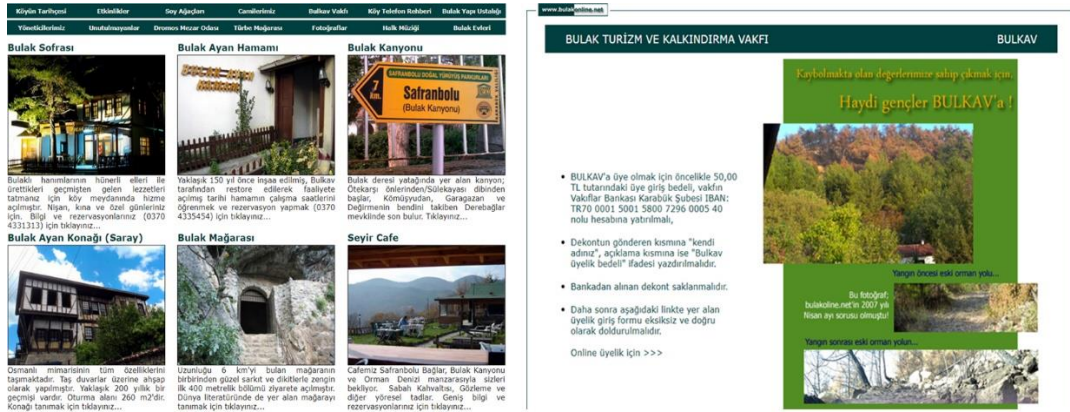 Köyün Tarihçesi Etkinlikler Soy Ağaçları Camilerimiz Bulkav Vakfı Köy Telefon Rehberi Bulak Yapı Ustalığı
Yöneticilerimiz Unutulmayanlar Dromos Mezar Odası Türbe Mağarası Fotoğraflar Halk Müziği Bulak Evleri
Bulak Sofrası
Bulaklı hanımlarının hünerli elleri ile
ürettikleri geçmişten gelen lezzetleri
tatmanız için köy meydanında hizme
açılmıştır. Nişan, kına ve özel günleriniz
için. Bilgi ve rezervasyonlarınız (0370
4331313) için tıklayınız...
Bulak Ayan Hamamı
BULAK AYAN
HAMAMI
Yaklaşık 150 yıl önce inşaa edilmiş, Bulkav
tarafından restore edilerek faaliyete
açılmış tarihi hamamın çalışma saatlerini
öğrenmek ve rezervasyon yapmak (0370
4335454) için tıklayınız...
Bulak Kanyonu
SAFRANBOLU DOĞAL YÜRÜYÜŞ PARKURLARI
7
km.
Safranbolu
(Bulak Kanyonu)
Bulak deresi yatağında yer alan kanyon;
Ötekarşı önlerinden/Sülekayası dibinden
başlar, Kömüşyudan, Garagazan ve
Değirmenin bendini takiben Derebağlar
mevkiinde son bulur. Tıklayınız...
Bulak Ayan Konağı (Saray)
Osmanlı mimarisinin tüm özelliklerini
taşımaktadır. Taş duvarlar üzerine ahşap
olarak yapılmıştır. Yaklaşık 200 yıllık bir
geçmişi vardır. Oturma alanı 260 m2'dir.
Konağı tanımak için tıklayınız...
Bulak Mağarası
Uzunluğu 6 km'yi bulan mağaranın
birbirinden güzel sarkıt ve dikitlerle zengin
ilk 400 metrelik bölümü ziyarete açılmıştır.
Dünya literatüründe de yer alan mağarayı
tanımak için tıklayınız...
Seyir Cafe
Cafemiz Safranbolu Bağlar, Bulak Kanyonu
ve Orman Denizi manzarasıyla sizleri
bekliyor. Sabah Kahvaltısı, Gözleme ve
diğer yöresel tadlar. Geniş bilgi ve
rezervasyonlarınız için tıklayınız...
www.bulakonline.net
BULAK TURİZM VE KALKINDIRMA VAKFI BULKAV
• BULKAV'a üye olmak için öncelikle 50,00
TL tutarındaki üye giriş bedeli, vakfın
Vakıflar Bankası Karabük Şubesi IBAN:
TR70 0001 5001 5800 7296 0005 40
nolu hesabına yatırılmalı,
• Dekontun gönderen kısmına "kendi
adınız", açıklama kısmına ise "Bulkav
üyelik bedeli" ifadesi yazdırılmalıdır.
• Bankadan alınan dekont saklanmalıdır.
• Daha sonra aşağıdaki linkte yer alan
üyelik giriş formu eksiksiz ve doğru
olarak doldurulmalıdır.
Online üyelik için >>>
Kaybolmakta olan değerlerimize sahip çıkmak için.
Haydi gençler BULKAV'a !
Yangın öncesi eski orman yolu...
Bu fotoğraf;
bulakoline.net'in 2007 yılı
Nisan ayı sorusu olmuştu!
Yangın sonrası eski orman yolun...